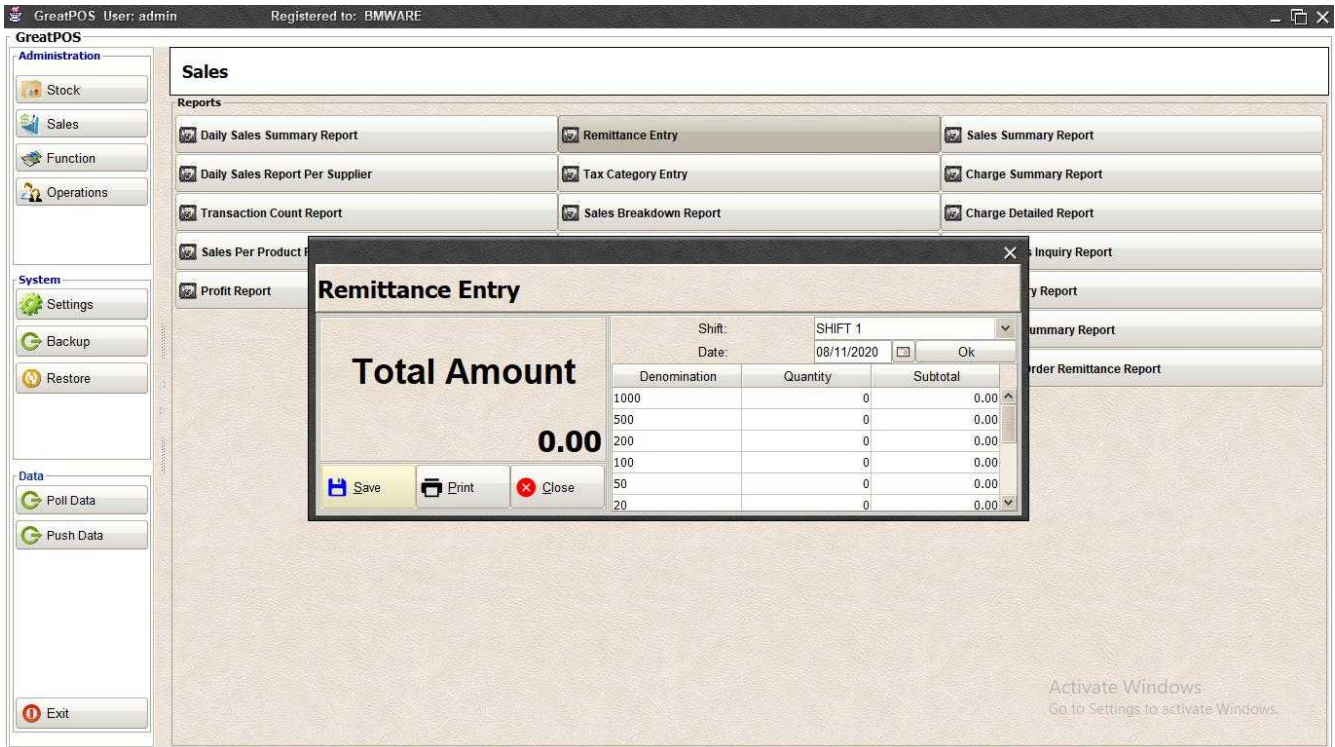 GreatPOS User: admin Registered to: BMWARE
GreatPOS
Administration
Stock
Sales
Function
Operations
System
Settings
Backup
Restore
Data
Poll Data
Push Data
Exit
Sales
Reports
Daily Sales Summary Report Remittance Entry Sales Summary Report
Daily Sales Report Per Supplier Tax Category Entry Charge Summary Report
Transaction Count Report Sales Breakdown Report Charge Detailed Report
Sales Per Product Inquiry Report
Profit Report Report
Report
Order Remittance Report
Remittance Entry
Total Amount
0.00
Save Print Close
Shift: SHIFT 1
Date: 08/11/2020 Ok
Denomination Quantity Subtotal
1000 0 0.00
500 0 0.00
200 0 0.00
100 0 0.00
50 0 0.00
20 0 0.00
Activate Windows
Go to Settings to activate Windows.